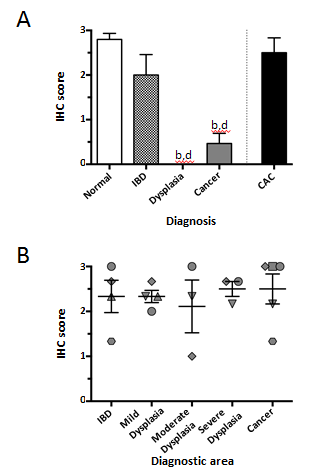 A
3
2
1
0
IHC score
b,d
b,d
Normal
IBD
Dysplasia
Cancer
CAC
Diagnosis
B
3
2
1
0
IHC score
IBD
Mild
Dysplasia
Moderate
Dysplasia
Severe
Dysplasia
Cancer
Diagnostic area